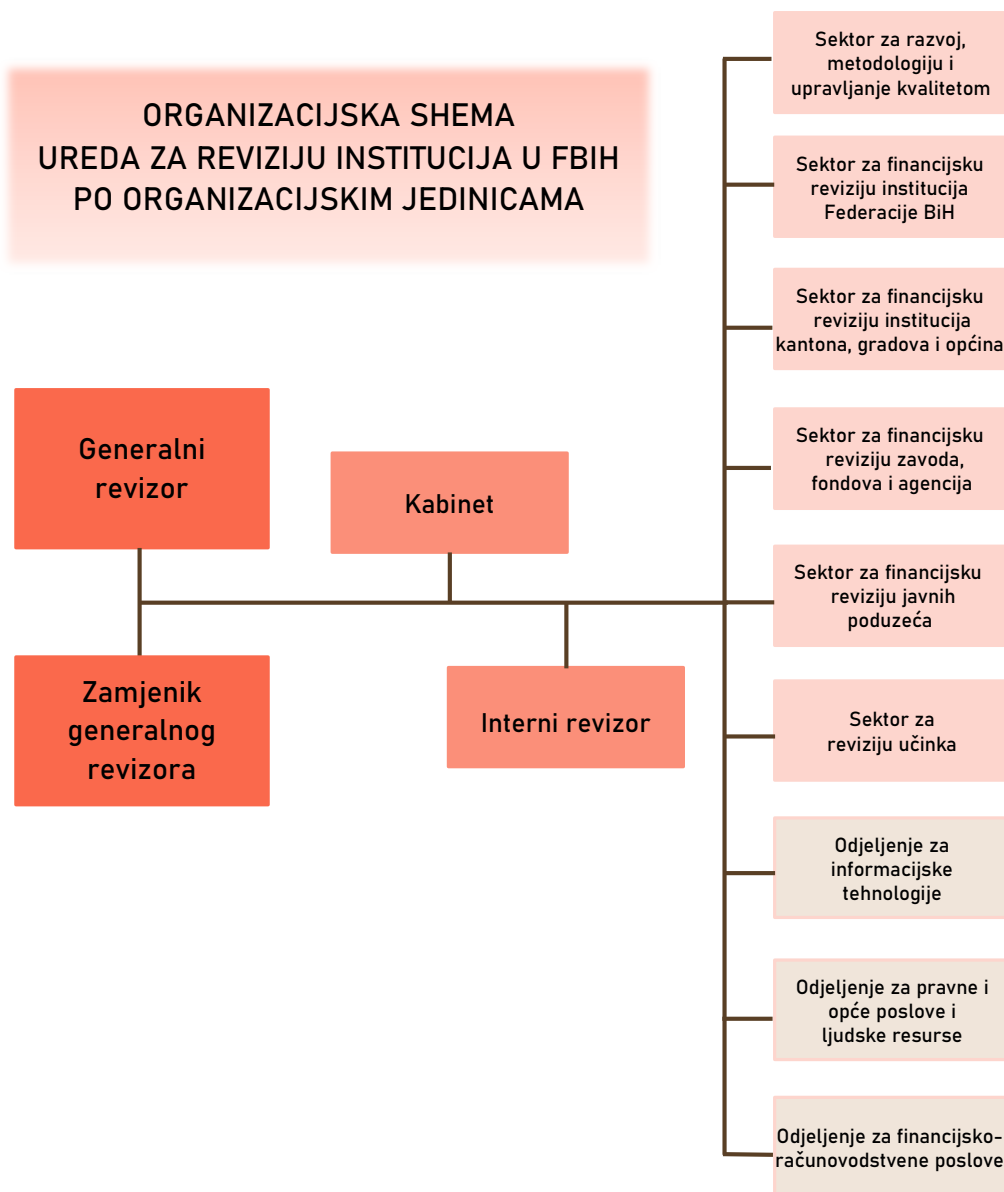 ORGANIZACIJSKA SHEMA
UREDA ZA REVIZIJU INSTITUCIJA U FBIH
PO ORGANIZACIJSKIM JEDINICAMA
Generalni
revizor
Zamjenik
generalnog
revizora
Kabinet
Interni revizor
Sektor za razvoj,
metodologiju i
upravljanje kvalitetom
Sektor za financijsku
reviziju institucija
Federacije BiH
Sektor za financijsku
reviziju institucija
kantona, gradova i općina
Sektor za financijsku
reviziju zavoda,
fondova i agencija
Sektor za financijsku
reviziju javnih
poduzeća
Sektor za
reviziju učinka
Odjeljenje za
informacijske
tehnologije
Odjeljenje za pravne i
opće poslove i
ljudske resurse
Odjeljenje za financijsko-
računovodstvene poslove